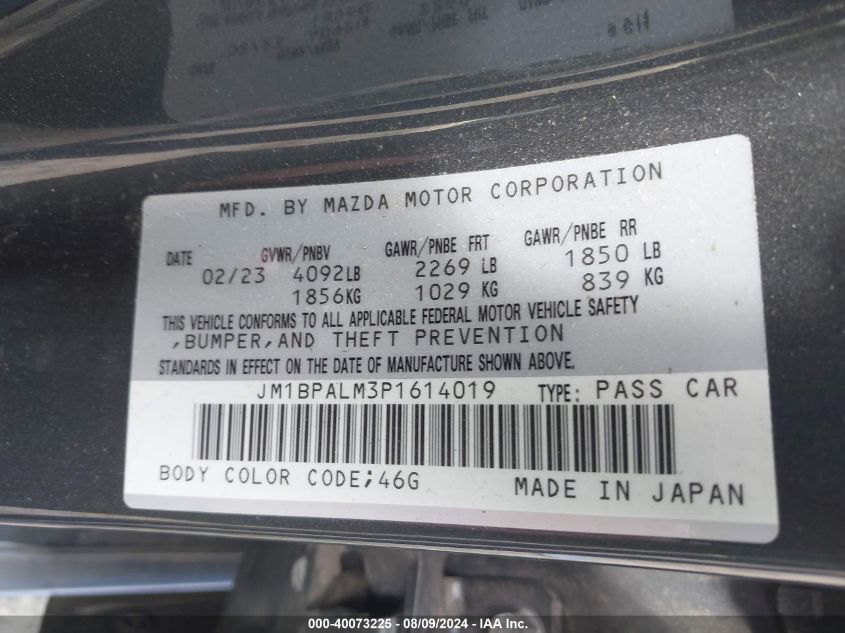 MFD. BY MAZDA MOTOR CORPORATION
DATE GVWR/PNBV GAWR/PNBE FRT GAWR/PNBE RR
02/23 4092LB 2269 LB 1850 LB
1856KG 1029 KG 839 KG
THIS VEHICLE CONFORMS TO ALL APPLICABLE FEDERAL MOTOR VEHICLE SAFETY
,BUMPER,AND THEFT PREVENTION
STANDARDS IN EFFECT ON THE DATE OF MANUFACTURE SHOWN ABOVE.
JM1BPALM3P1614019 TYPE: PASS CAR
BODY COLOR CODE;46G MADE IN JAPAN
000-40073225 - 08/09/2024 - IAA, Inc.